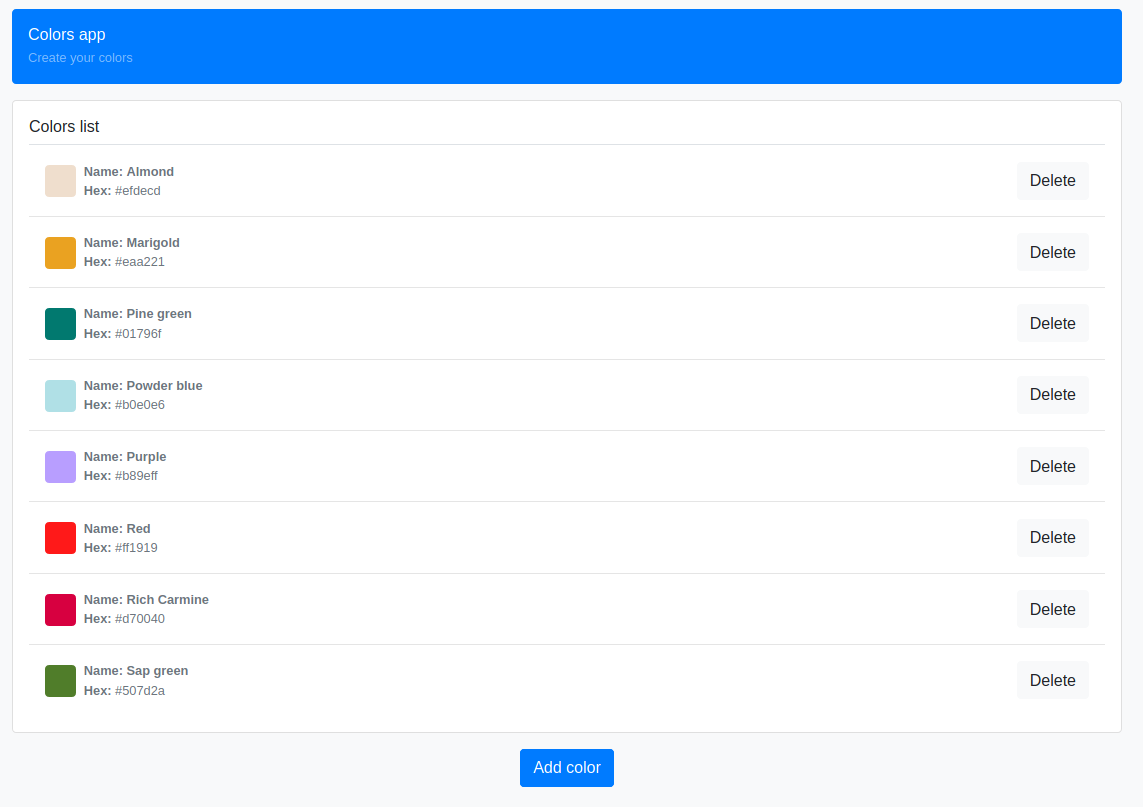 Colors app
Create your colors
Colors list
Name: Almond
Hex: #efdecd
Delete
Name: Marigold
Hex: #eaa221
Delete
Name: Pine green
Hex: #01796f
Delete
Name: Powder blue
Hex: #b0e0e6
Delete
Name: Purple
Hex: #b89eff
Delete
Name: Red
Hex: #ff1919
Delete
Name: Rich Carmine
Hex: #d70040
Delete
Name: Sap green
Hex: #507d2a
Delete
Add color